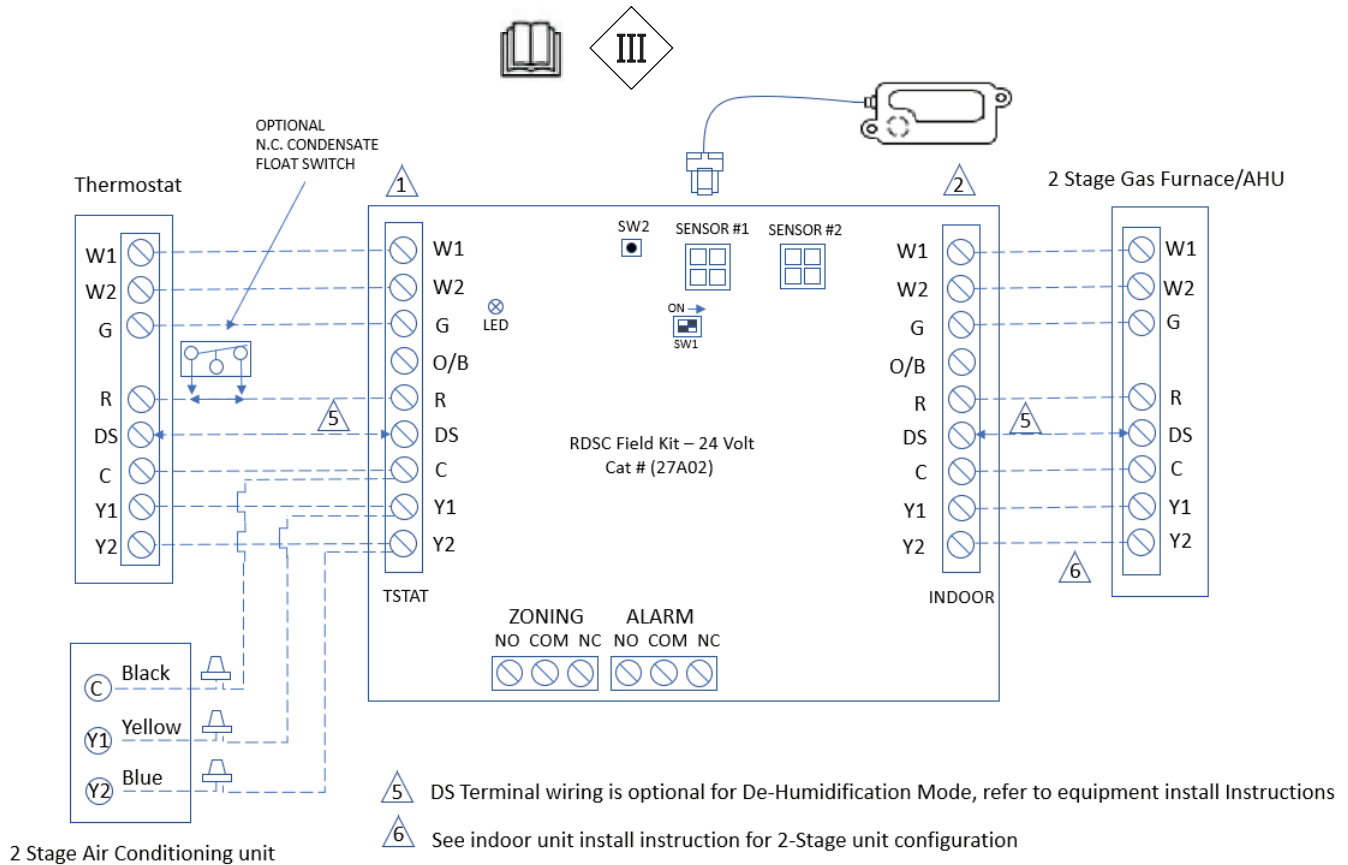 III
OPTIONAL
N.C. CONDENSATE
FLOAT SWITCH
Thermostat
1
2
2 Stage Gas Furnace/AHU
W1
W2
G
R
DS
C
Y1
Y2
5
W1
W2
G
O/B
R
DS
C
Y1
Y2
TSTAT
LED
SW2
SENSOR #1
SENSOR #2
ON
SW1
RDSC Field Kit – 24 Volt
Cat # (27A02)
W1
W2
G
O/B
R
DS
C
Y1
Y2
INDOOR
5
6
W1
W2
G
R
DS
C
Y1
Y2
ZONING
NO COM NC
ALARM
NO COM NC
C Black
Y1 Yellow
Y2 Blue
2 Stage Air Conditioning unit
5 DS Terminal wiring is optional for De-Humidification Mode, refer to equipment install Instructions
6 See indoor unit install instruction for 2-Stage unit configuration